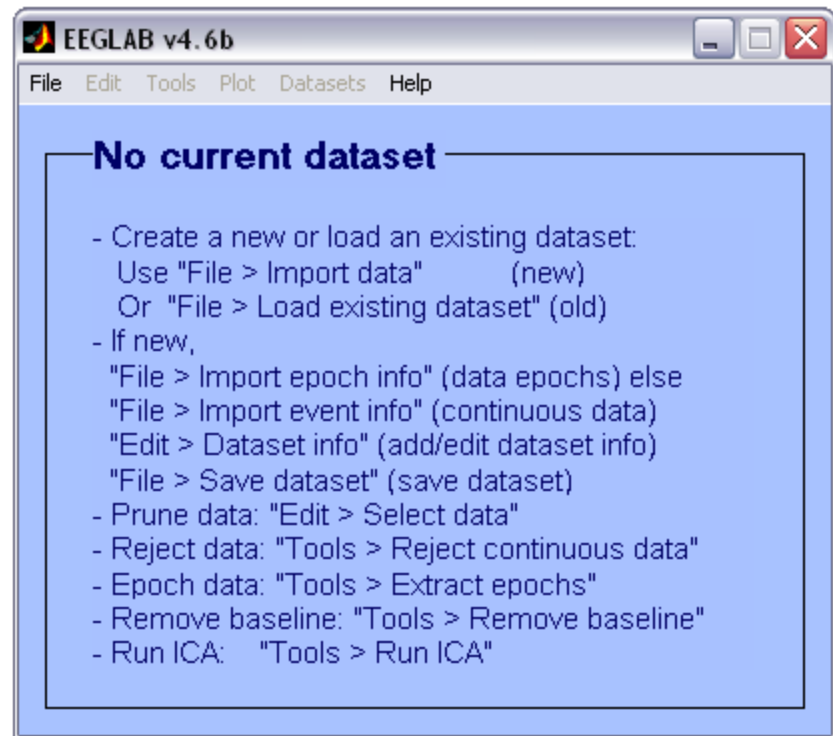 EEGLAB v4.6b
File Edit Tools Plot Datasets Help
No current dataset
- Create a new or load an existing dataset:
Use "File > Import data" (new)
Or "File > Load existing dataset" (old)
- If new,
"File > Import epoch info" (data epochs) else
"File > Import event info" (continuous data)
"Edit > Dataset info" (add/edit dataset info)
"File > Save dataset" (save dataset)
- Prune data: "Edit > Select data"
- Reject data: "Tools > Reject continuous data"
- Epoch data: "Tools > Extract epochs"
- Remove baseline: "Tools > Remove baseline"
- Run ICA: "Tools > Run ICA"